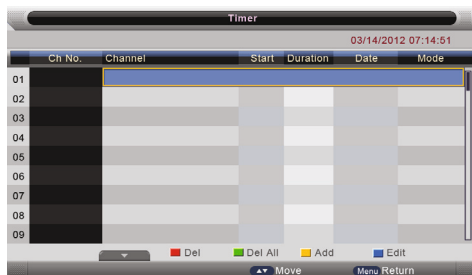 Timer
03/14/2012 07:14:51
Ch No. Channel Start Duration Date Mode
01
02
03
04
05
06
07
08
09
Del Del All Add Edit
Move Menu Return